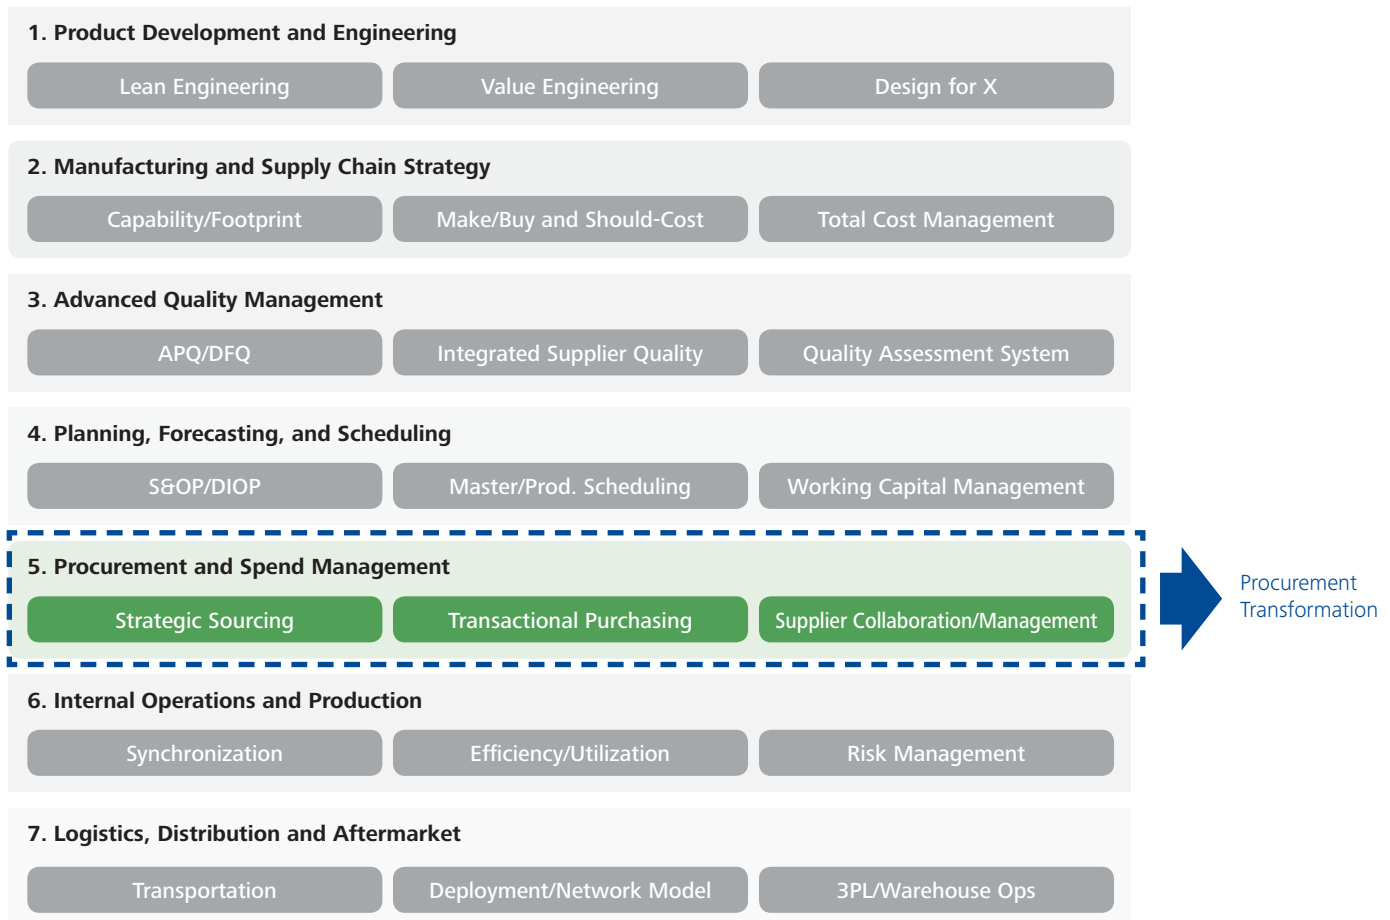 1. Product Development and Engineering
Lean Engineering
Value Engineering
Design for X
2. Manufacturing and Supply Chain Strategy
Capability/Footprint
Make/Buy and Should-Cost
Total Cost Management
3. Advanced Quality Management
APQ/DFQ
Integrated Supplier Quality
Quality Assessment System
4. Planning, Forecasting, and Scheduling
S&OP/DIOP
Master/Prod. Scheduling
Working Capital Management
5. Procurement and Spend Management
Strategic Sourcing
Transactional Purchasing
Supplier Collaboration/Management
Procurement
Transformation
6. Internal Operations and Production
Synchronization
Efficiency/Utilization
Risk Management
7. Logistics, Distribution and Aftermarket
Transportation
Deployment/Network Model
3PL/Warehouse Ops